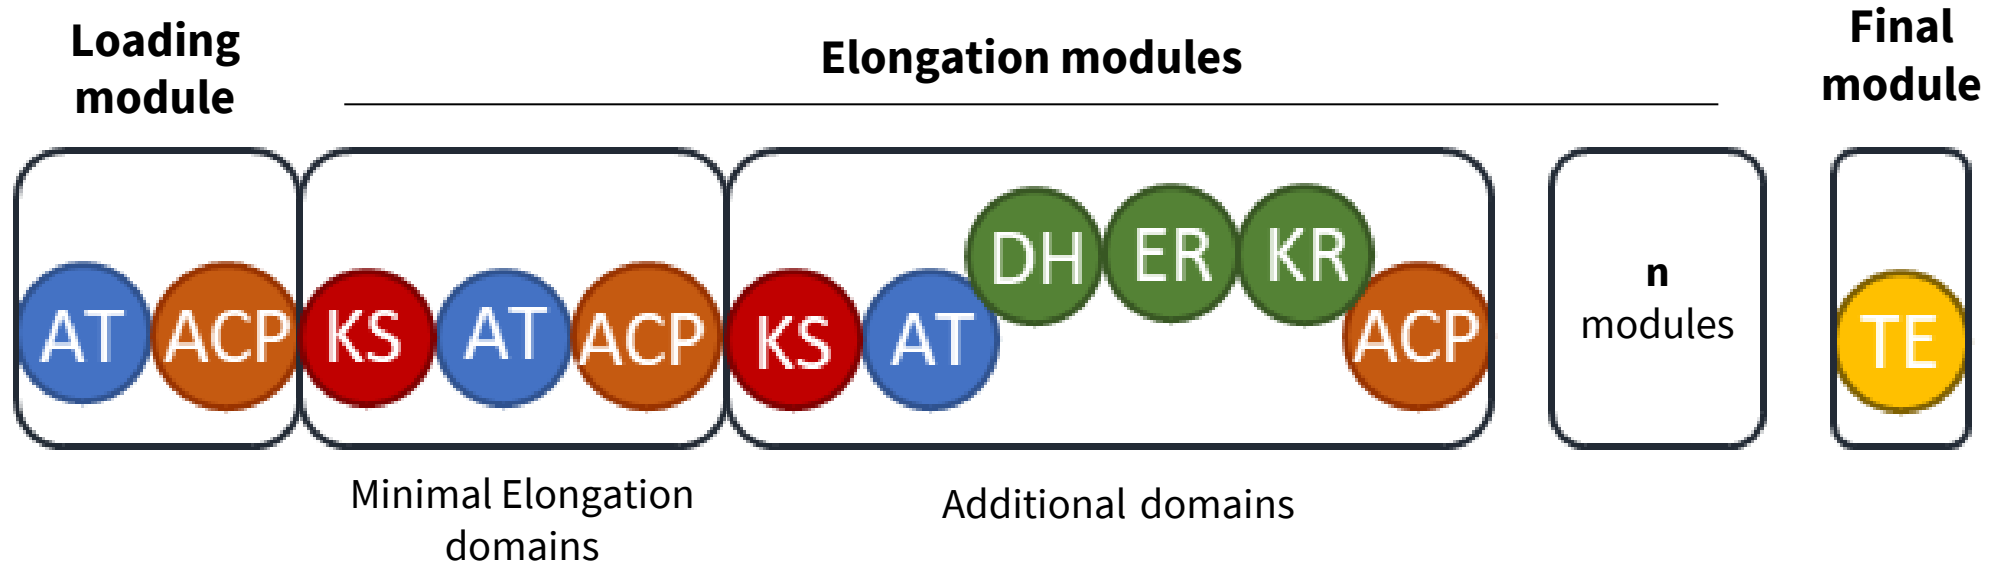 Loading
module
Elongation modules
Final
module
AT ACP KS AT ACP KS AT DH ER KR ACP
n
modules
TE
Minimal Elongation
domains
Additional domains